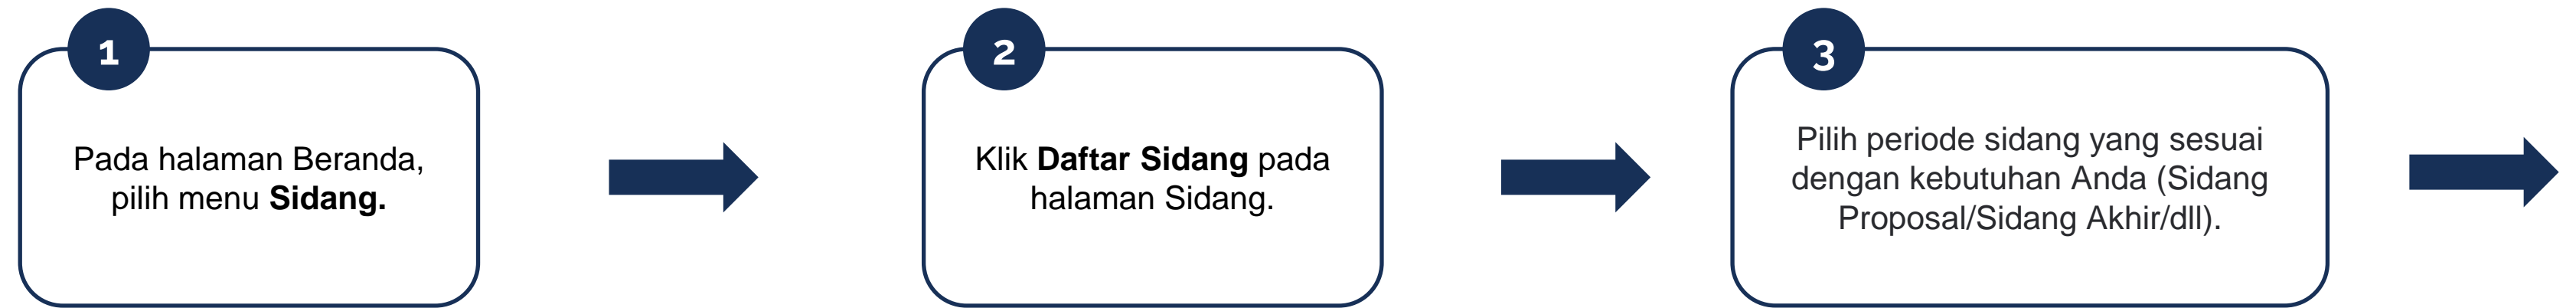 1
Pada halaman Beranda,
pilih menu Sidang.
2
Klik Daftar Sidang pada
halaman Sidang.
3
Pilih periode sidang yang sesuai
dengan kebutuhan Anda (Sidang
Proposal/Sidang Akhir/dll).